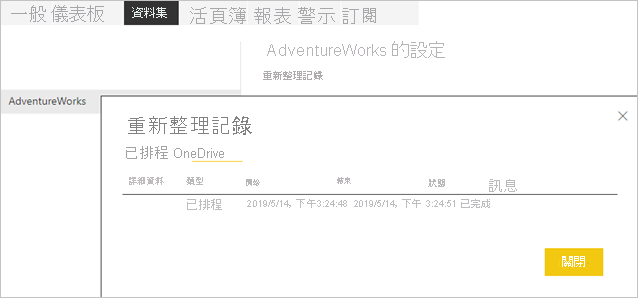 一般 儀表板 資料集 活頁簿 報表 警示 訂閱
AdventureWorks 的設定
重新整理記錄
AdventureWorks
重新整理記錄
已排程 OneDrive
詳細資料 類型 開始 結束 狀態 訊息
已排程 2019/5/14, 下午3:24:48 2019/5/14, 下午 3:24:51 已完成
關閉